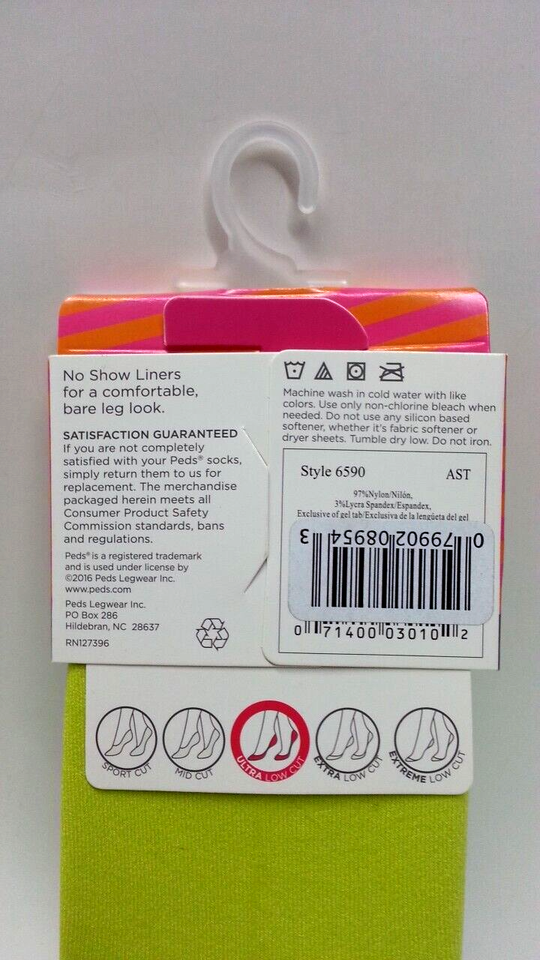 No Show Liners
for a comfortable,
bare leg look.
SATISFACTION GUARANTEED
If you are not completely
satisfied with your Peds® socks,
simply return them to us for
replacement. The merchandise
packaged herein meets all
Consumer Product Safety
Commission standards, bans
and regulations.
Peds® is a registered trademark
and is used under license by
©2016 Peds Legwear Inc.
www.peds.com
Peds Legwear Inc.
PO Box 286
Hildebran, NC 28637
RN127396
Machine wash in cold water with like
colors. Use only non-chlorine bleach when
needed. Do not use any silicon based
softener, whether it's fabric softener or
dryer sheets. Tumble dry low. Do not iron.
Style 6590 AST
97%Nylon/Nilón,
3%Lycra Spandex/Espandex,
Exclusive of gel tab/Exclusiva de la lengüeta del gel
0 79902 08954 3
0 71400 03010 2
SPORT CUT
MID CUT
ULTRA LOW CUT
EXTRA LOW CUT
EXTREME LOW CUT